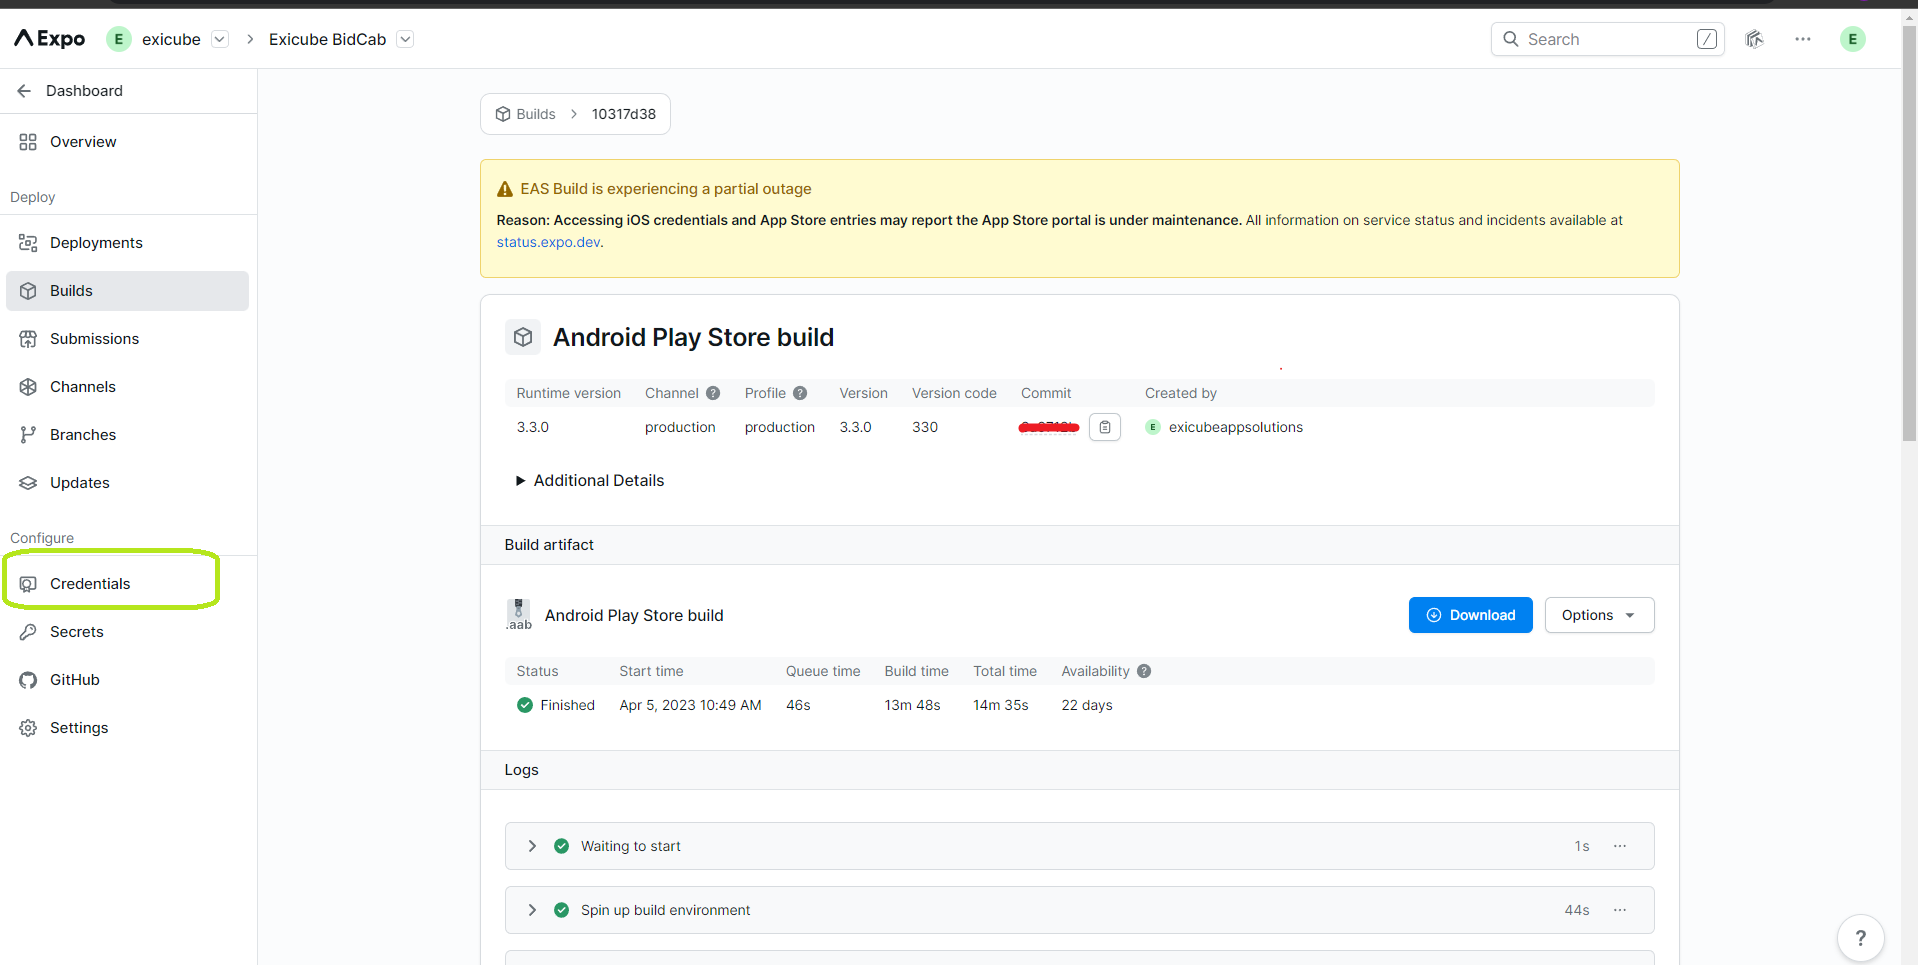 Expo E exicube Exicube BidCab Search / E
Dashboard
Overview
Deploy
Deployments
Builds
Submissions
Channels
Branches
Updates
Configure
Credentials
Secrets
GitHub
Settings
Builds 10317d38
EAS Build is experiencing a partial outage
Reason: Accessing iOS credentials and App Store entries may report the App Store portal is under maintenance. All information on service status and incidents available at
status.expo.dev.
Android Play Store build
Runtime version Channel ? Profile ? Version Version code Commit Created by
3.3.0 production production 3.3.0 330 E exicubeappsolutions
Additional Details
Build artifact
.aab Android Play Store build Download Options
Status Start time Queue time Build time Total time Availability ?
Finished Apr 5, 2023 10:49 AM 46s 13m 48s 14m 35s 22 days
Logs
Waiting to start 1s ...
Spin up build environment 44s ...
?